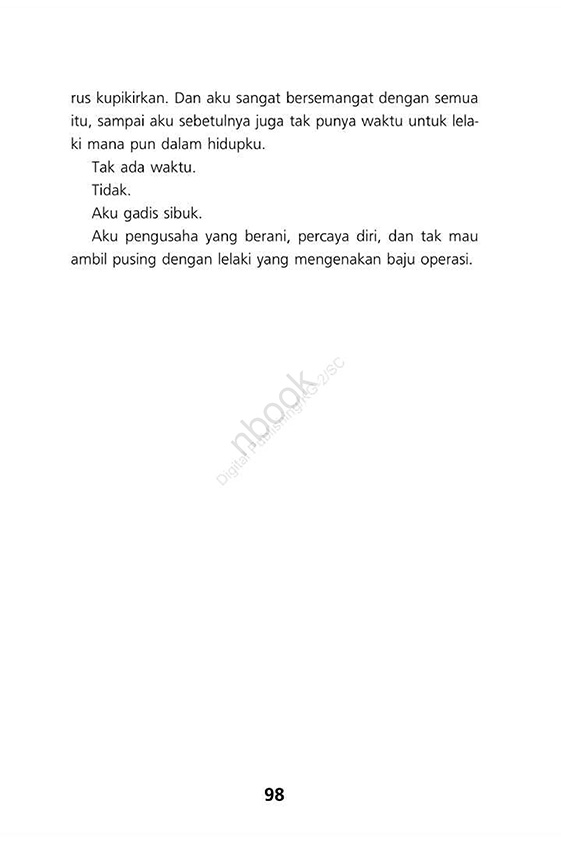 rus kupikirkan. Dan aku sangat bersemangat dengan semua
itu, sampai aku sebetulnya juga tak punya waktu untuk lela-
ki mana pun dalam hidupku.
Tak ada waktu.
Tidak.
Aku gadis sibuk.
Aku pengusaha yang berani, percaya diri, dan tak mau
ambil pusing dengan lelaki yang mengenakan baju operasi.
nbook
Digital Publishing/KG-2/SC
98